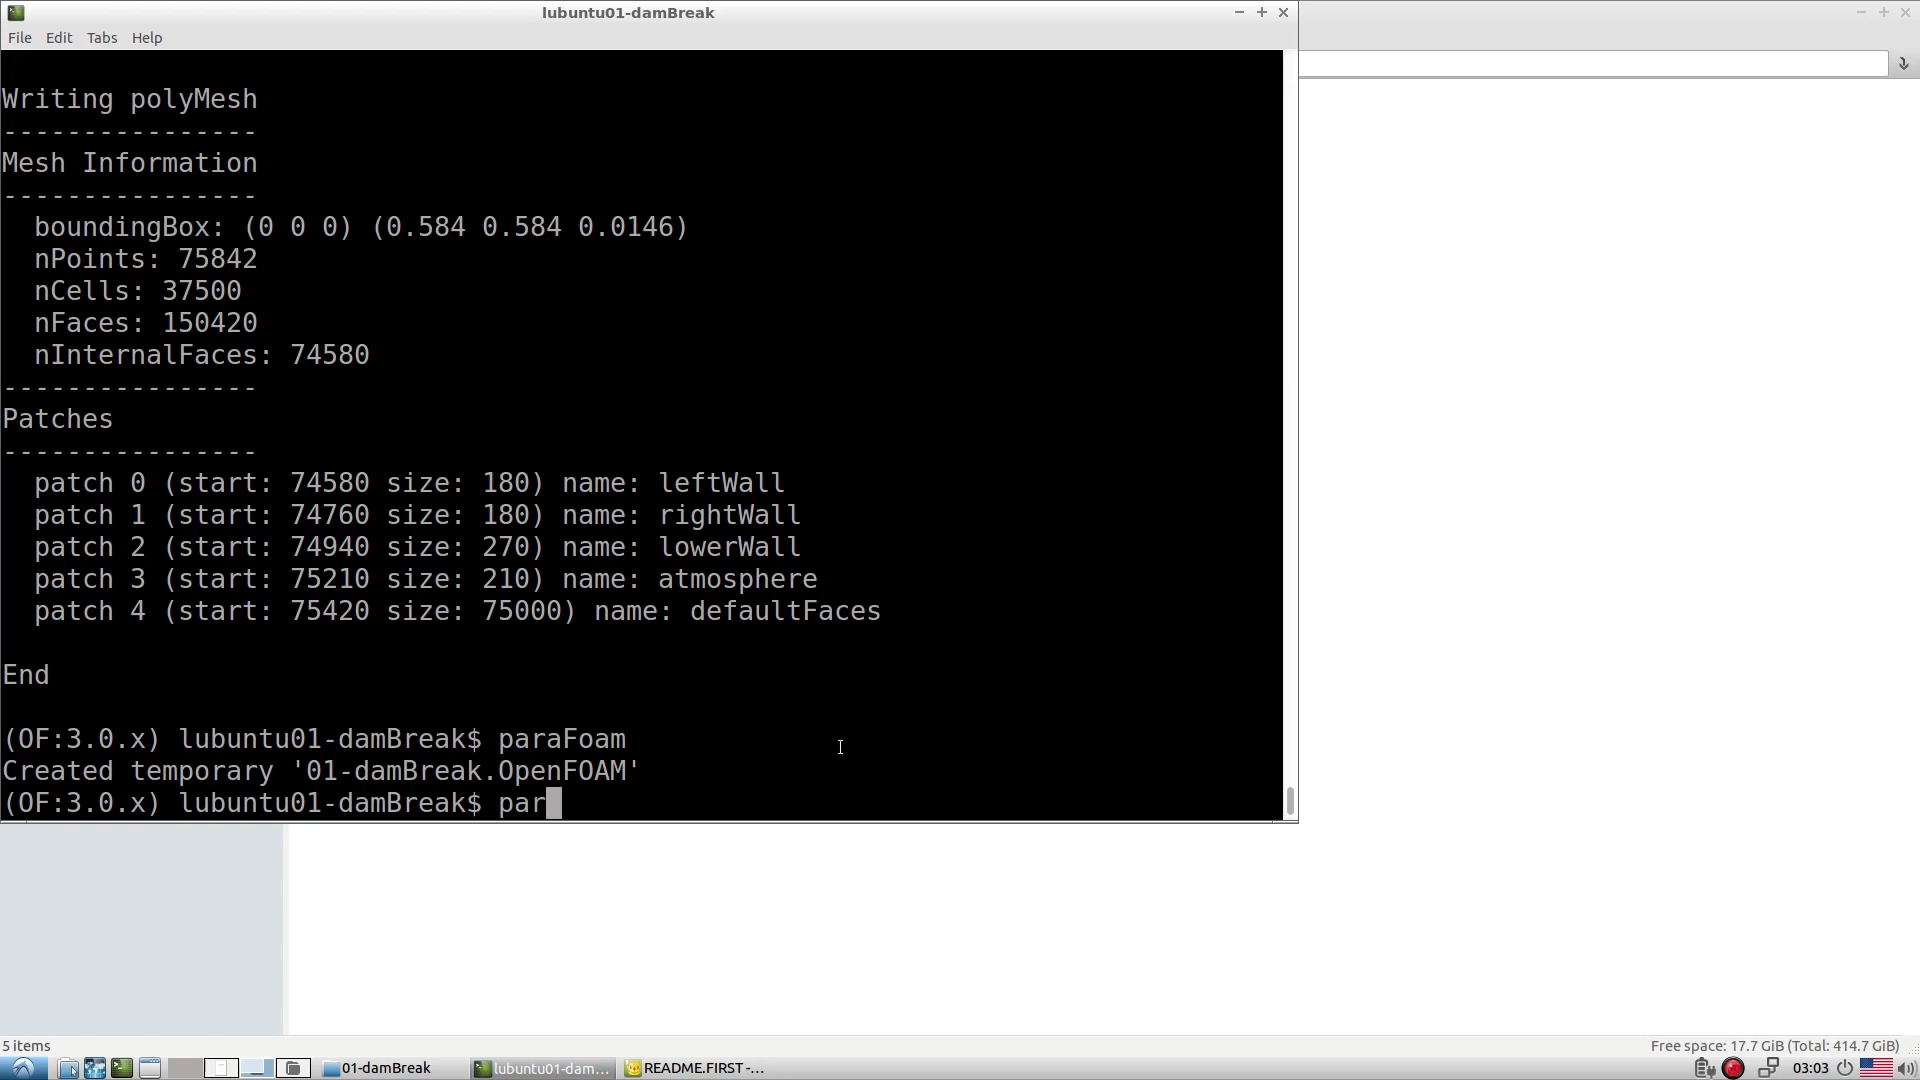 lubuntu01-damBreak
File Edit Tabs Help
Writing polyMesh
----------------
Mesh Information
----------------
boundingBox: (0 0 0) (0.584 0.584 0.0146)
nPoints: 75842
nCells: 37500
nFaces: 150420
nInternalFaces: 74580
----------------
Patches
----------------
patch 0 (start: 74580 size: 180) name: leftWall
patch 1 (start: 74760 size: 180) name: rightWall
patch 2 (start: 74940 size: 270) name: lowerWall
patch 3 (start: 75210 size: 210) name: atmosphere
patch 4 (start: 75420 size: 75000) name: defaultFaces
End
(OF:3.0.x) lubuntu01-damBreak$ paraFoam
Created temporary '01-damBreak.OpenFOAM'
(OF:3.0.x) lubuntu01-damBreak$ par
5 items
Free space: 17.7 GiB (Total: 414.7 GiB)
01-damBreak
lubuntu01-dam...
README.FIRST -...
03:03